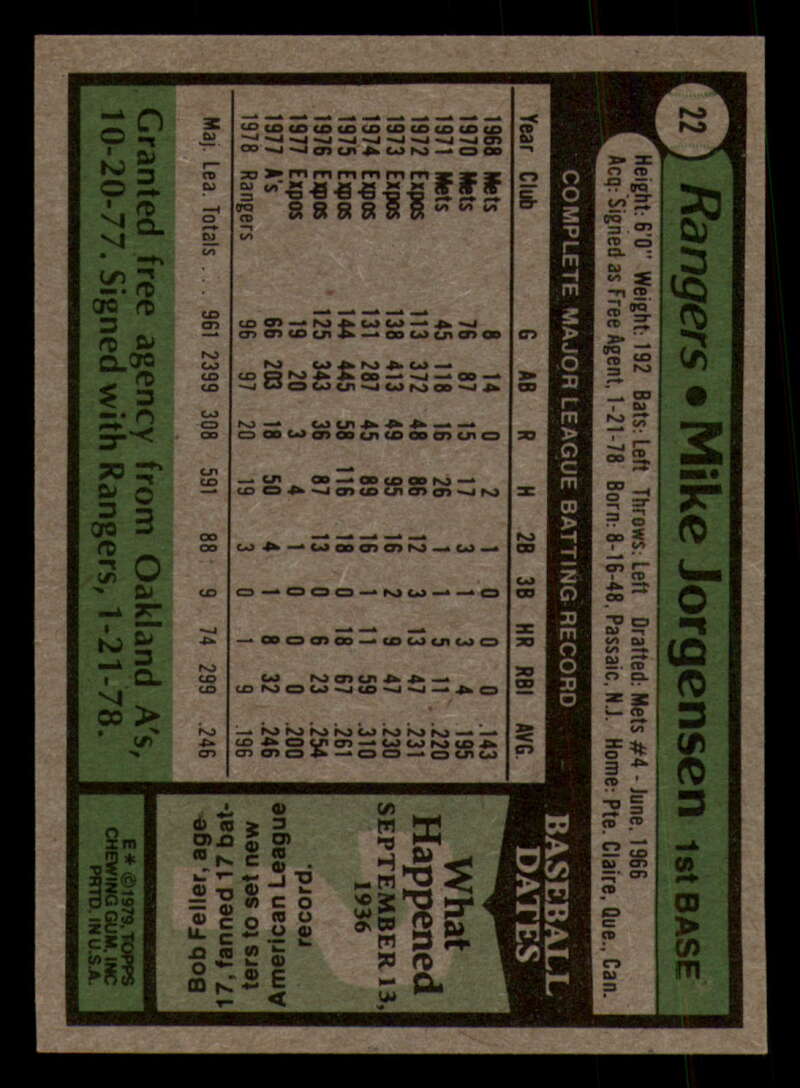 22
Rangers • Mike Jorgensen 1st BASE
Height: 6'0" Weight: 192 Bats: Left Throws: Left Drafted: Mets #4 - June, 1966
Acq: Signed as Free Agent, 1-21-78 Born: 8-16-48, Passaic, N.J. Home: Pte. Claire, Que., Can.
COMPLETE MAJOR LEAGUE BATTING RECORD
Year Club G AB R H 2B 3B HR RBI AVG.
1968 Mets 8 14 0 2 1 0 0 0 .143
1970 Mets 76 87 15 17 3 1 3 4 .195
1971 Mets 45 118 16 26 1 1 5 11 .220
1972 Expos 113 372 48 86 12 3 13 47 .231
1973 Expos 138 413 49 95 16 2 9 47 .230
1974 Expos 131 287 45 89 16 1 11 59 .310
1975 Expos 144 445 58 116 18 0 18 67 .261
1976 Expos 125 343 36 87 13 0 6 23 .254
1977 Expos 19 20 3 4 1 0 0 0 .200
1977 A's 66 203 18 50 4 1 8 32 .246
1978 Rangers 96 97 20 19 3 0 1 9 .196
Maj. Lea. Totals . . . . 961 2399 308 591 88 9 74 299 .246
Granted free agency from Oakland A's,
10-20-77. Signed with Rangers, 1-21-78.
BASEBALL
DATES
What
Happened
SEPTEMBER 13,
1936
Bob Feller, age
17, fanned 17 bat-
ters to set new
American League
record.
E * ©1979, TOPPS
CHEWING GUM, INC
PRTD. IN U.S.A.